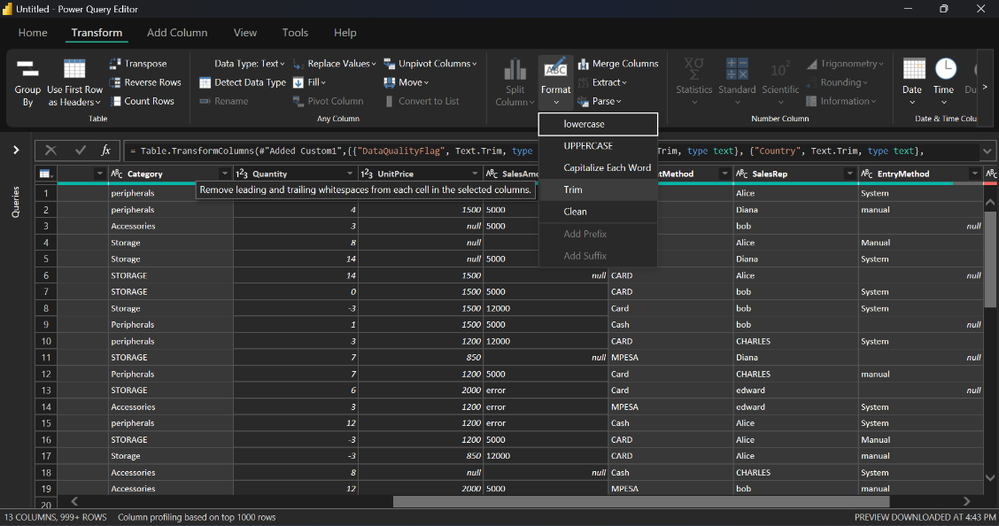 Untitled - Power Query Editor
Home Transform Add Column View Tools Help
Group By
Use First Row as Headers
Transpose
Reverse Rows
Count Rows
Table
Data Type: Text
Detect Data Type
Rename
Replace Values
Fill
Pivot Column
Unpivot Columns
Move
Convert to List
Any Column
Split Column
ABC
Format
Merge Columns
Extract
Parse
Statistics
Standard
Scientific
Trigonometry
Rounding
Information
Number Column
Date
Time
Du
Date & Time Colu
lowercase
UPPERCASE
Capitalize Each Word
Trim
Clean
Add Prefix
Add Suffix
Remove leading and trailing whitespaces from each cell in the selected columns.
Queries
fx = Table.TransformColumns(#"Added Custom1",{{"DataQualityFlag", Text.Trim, type Trim, type text}, {"Country", Text.Trim, type text},
Category Quantity UnitPrice SalesAmo tMethod SalesRep EntryMethod
1 peripherals Alice System
2 peripherals 4 1500 5000 Diana manual
3 Accessories 3 null 5000 bob null
4 Storage 8 null Alice Manual
5 Storage 14 null 5000 Diana System
6 STORAGE 14 1500 null CARD Alice null
7 STORAGE 0 1500 5000 CARD bob System
8 Storage -3 1500 12000 Card bob System
9 Peripherals 1 1500 5000 Cash bob null
10 peripherals 3 1200 12000 CARD CHARLES System
11 STORAGE 7 850 null MPESA Diana null
12 Peripherals 7 1200 5000 Card CHARLES manual
13 STORAGE 6 2000 error Card edward null
14 Accessories 3 1200 error MPESA edward System
15 peripherals 12 1200 error Cash Alice System
16 STORAGE -3 1200 5000 CARD Alice Manual
17 Storage -3 850 12000 CARD Alice manual
18 Accessories 8 null null Cash CHARLES System
19 Accessories 12 2000 5000 MPESA bob manual
20
13 COLUMNS, 999+ ROWS Column profiling based on top 1000 rows PREVIEW DOWNLOADED AT 4:43 PM